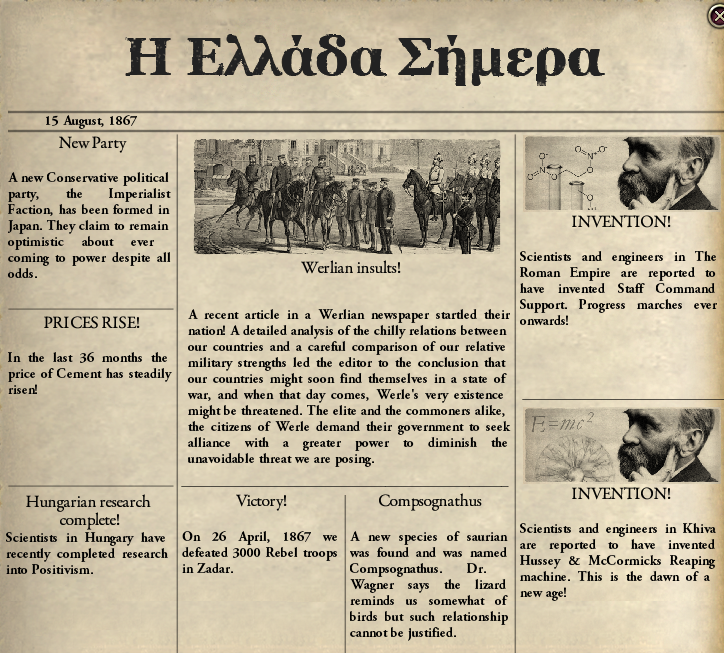 Η Ελλάδα Σήμερα
15 August, 1867
New Party
A new Conservative political
party, the Imperialist
Faction, has been formed in
Japan. They claim to remain
optimistic about ever
coming to power despite all
odds.
PRICES RISE!
In the last 36 months the
price of Cement has steadily
risen!
Hungarian research
complete!
Scientists in Hungary have
recently completed research
into Positivism.
Werlian insults!
A recent article in a Werlian newspaper startled their
nation! A detailed analysis of the chilly relations between
our countries and a careful comparison of our relative
military strengths led the editor to the conclusion that
our countries might soon find themselves in a state of
war, and when that day comes, Werle's very existence
might be threatened. The elite and the commoners alike,
the citizens of Werle demand their government to seek
alliance with a greater power to diminish the
unavoidable threat we are posing.
Victory!
On 26 April, 1867 we
defeated 3000 Rebel troops
in Zadar.
Compsognathus
A new species of saurian
was found and was named
Compsognathus. Dr.
Wagner says the lizard
reminds us somewhat of
birds but such relationship
cannot be justified.
INVENTION!
Scientists and engineers in The
Roman Empire are reported to
have invented Staff Command
Support. Progress marches ever
onwards!
E=mc²
INVENTION!
Scientists and engineers in Khiva
are reported to have invented
Hussey & McCormicks Reaping
machine. This is the dawn of a
new age!